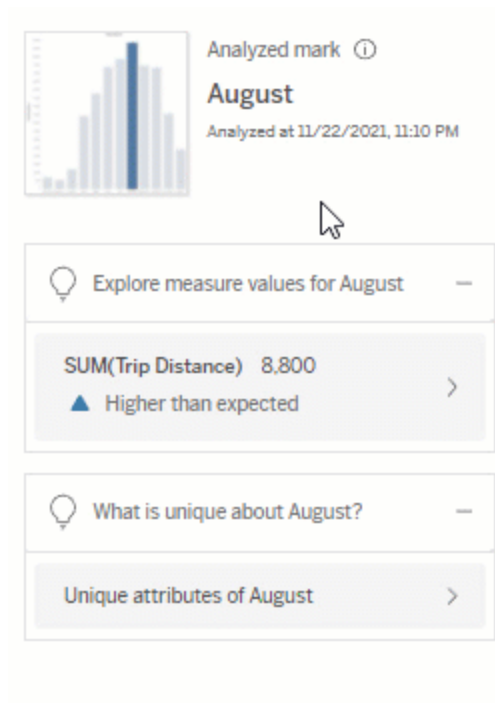 Analyzed mark
August
Analyzed at 11/22/2021, 11:10 PM
Explore measure values for August
SUM(Trip Distance) 8,800
Higher than expected
What is unique about August?
Unique attributes of August